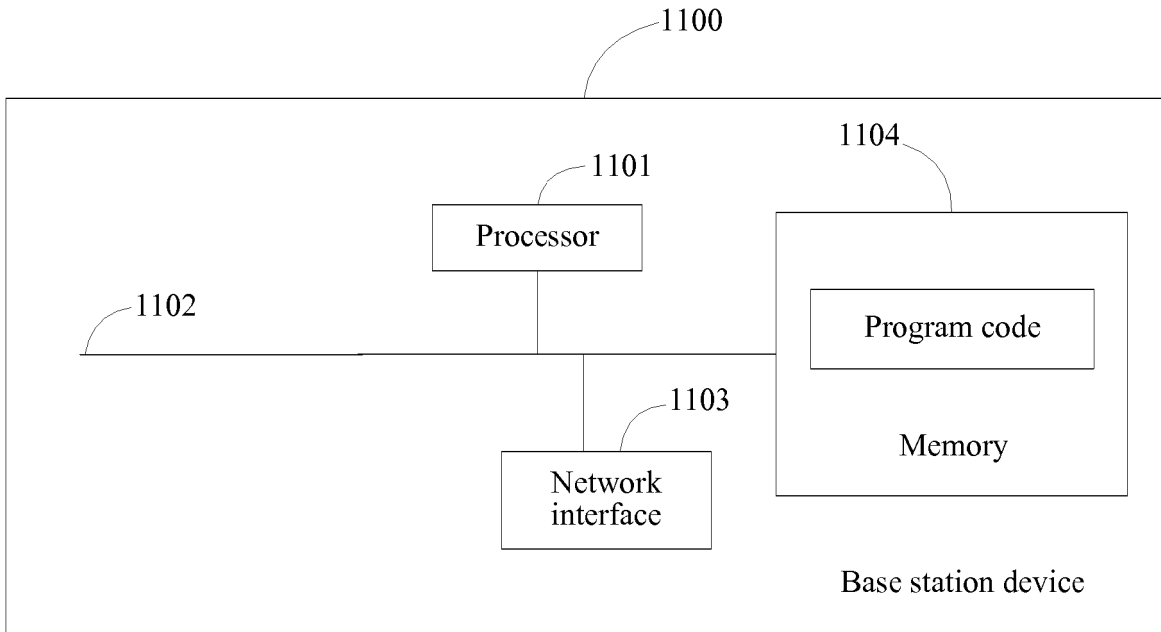 1100
1104
1101
Processor
1102
Program code
1103
Memory
Network
interface
Base station device